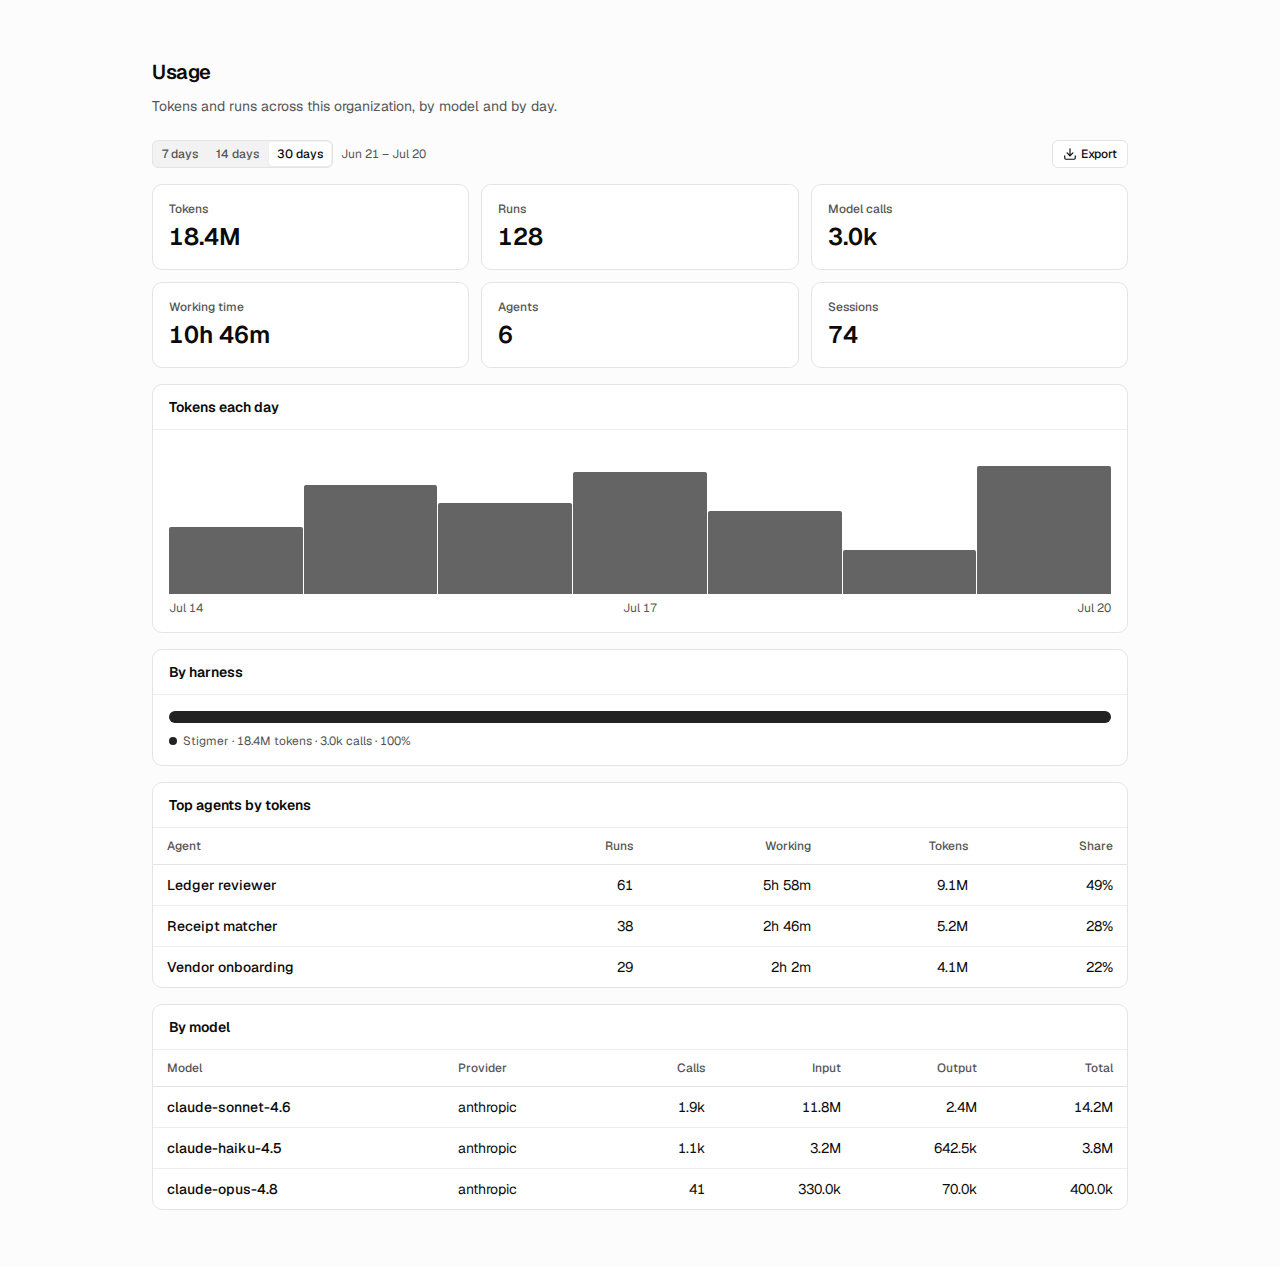 Usage
Tokens and runs across this organization, by model and by day.
7 days 14 days 30 days Jun 21 – Jul 20 Export
Tokens Runs Model calls
18.4M 128 3.0k
Working time Agents Sessions
10h 46m 6 74
Tokens each day
Jul 14 Jul 17 Jul 20
By harness
Stigmer · 18.4M tokens · 3.0k calls · 100%
Top agents by tokens
Agent Runs Working Tokens Share
Ledger reviewer 61 5h 58m 9.1M 49%
Receipt matcher 38 2h 46m 5.2M 28%
Vendor onboarding 29 2h 2m 4.1M 22%
By model
Model Provider Calls Input Output Total
claude-sonnet-4.6 anthropic 1.9k 11.8M 2.4M 14.2M
claude-haiku-4.5 anthropic 1.1k 3.2M 642.5k 3.8M
claude-opus-4.8 anthropic 41 330.0k 70.0k 400.0k